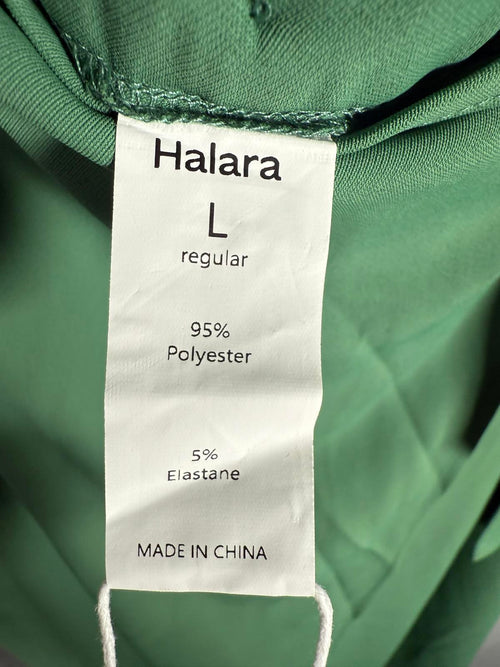 Halara
L
regular
95%
Polyester
5%
Elastane
MADE IN CHINA